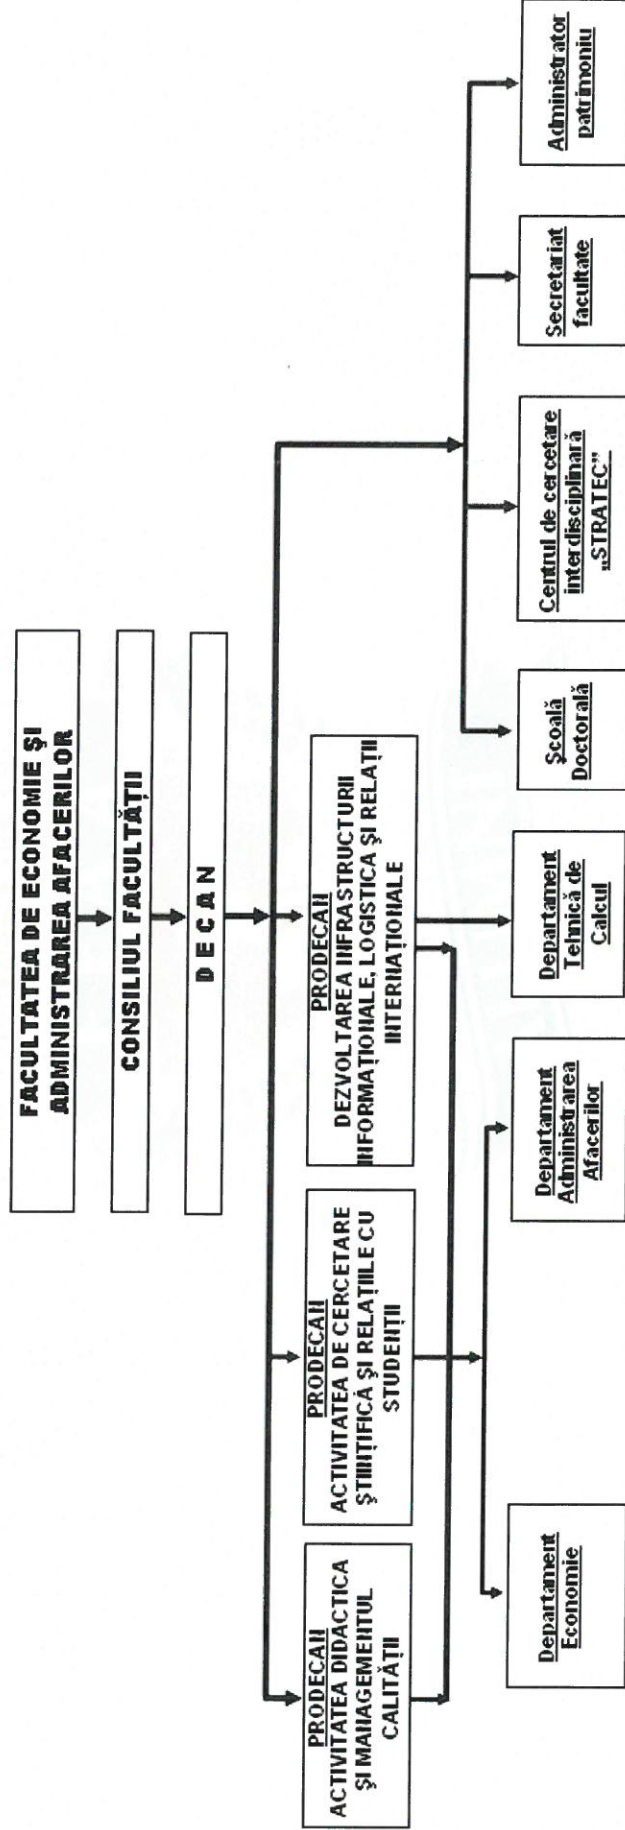 FACULTATEA DE ECONOMIE ŞI
ADMINISTRAREA AFACERILOR
CONSILIUL FACULTĂŢII
D E C A N
PRODECAN
ACTIVITATEA DIDACTICA
ŞI MANAGEMENTUL
CALITĂŢII
PRODECAN
ACTIVITATEA DE CERCETARE
ŞTIINŢIFICĂ ŞI RELAŢIILE CU
STUDENŢII
PRODECAN
DEZVOLTAREA INFRASTRUCTURII
INFORMAŢIONALE, LOGISTICA ŞI RELAŢII
INTERNAŢIONALE
Departament
Economie
Departament
Administrarea
Afacerilor
Departament
Tehnică de
Calcul
Şcoală
Doctorală
Centrul de cercetare
interdisciplinară
„STRATEC”
Secretariat
facultate
Administrator
patrimoniu